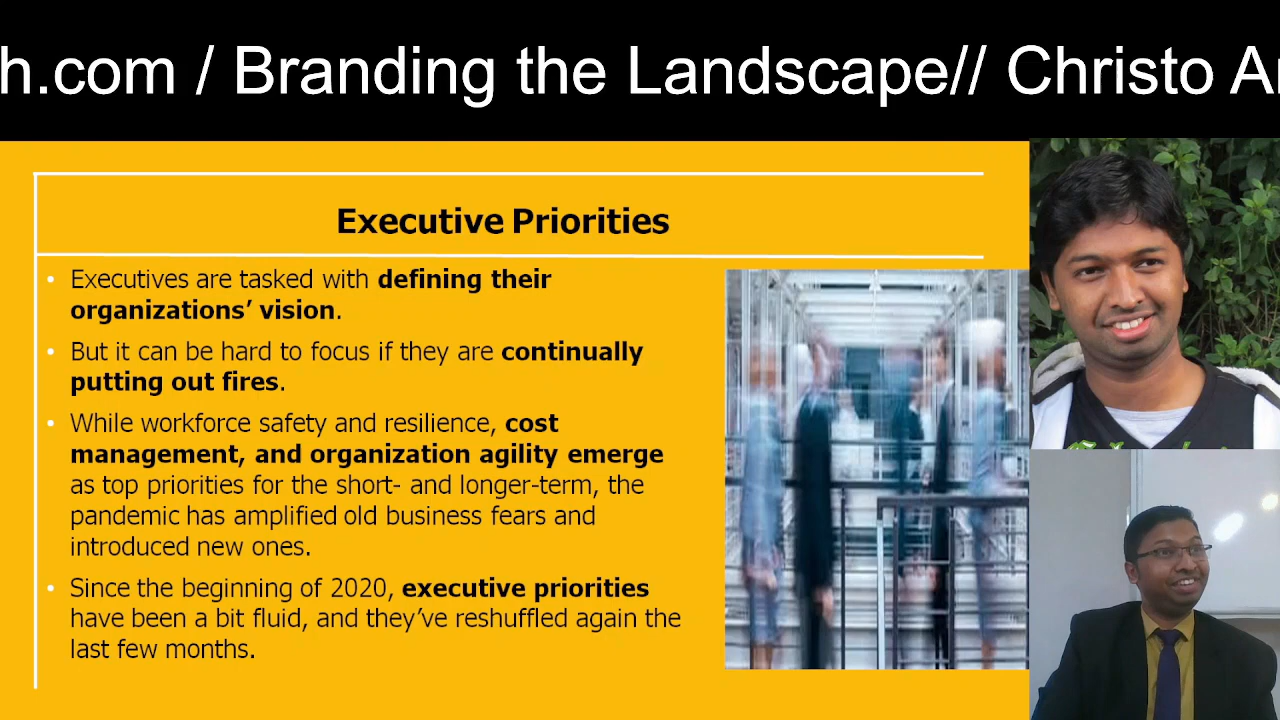 h.com / Branding the Landscape// Christo
Executive Priorities
• Executives are tasked with defining their
organizations’ vision.
• But it can be hard to focus if they are continually
putting out fires.
• While workforce safety and resilience, cost
management, and organization agility emerge
as top priorities for the short- and longer-term, the
pandemic has amplified old business fears and
introduced new ones.
• Since the beginning of 2020, executive priorities
have been a bit fluid, and they’ve reshuffled again the
last few months.